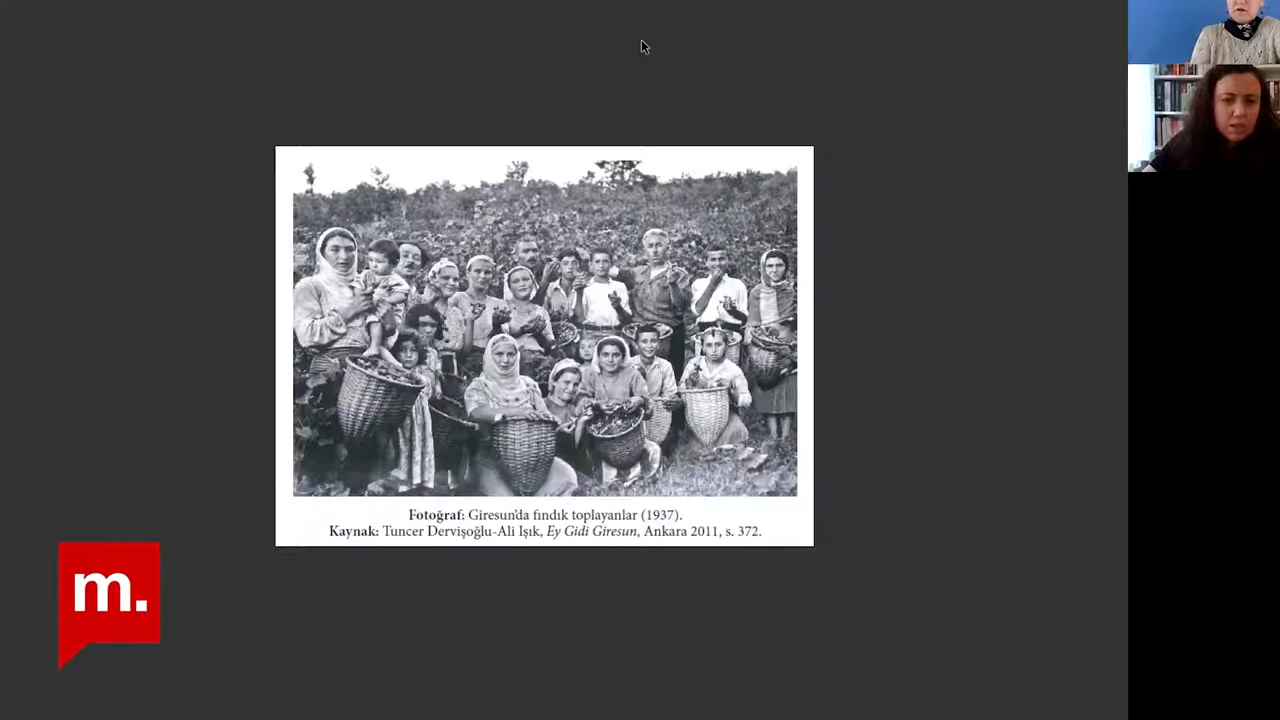 Fotoğraf: Giresun'da fındık toplayanlar (1937).
Kaynak: Tuncer Dervişoğlu-Ali Işık, Ey Gidi Giresun, Ankara 2011, s. 372.
m.